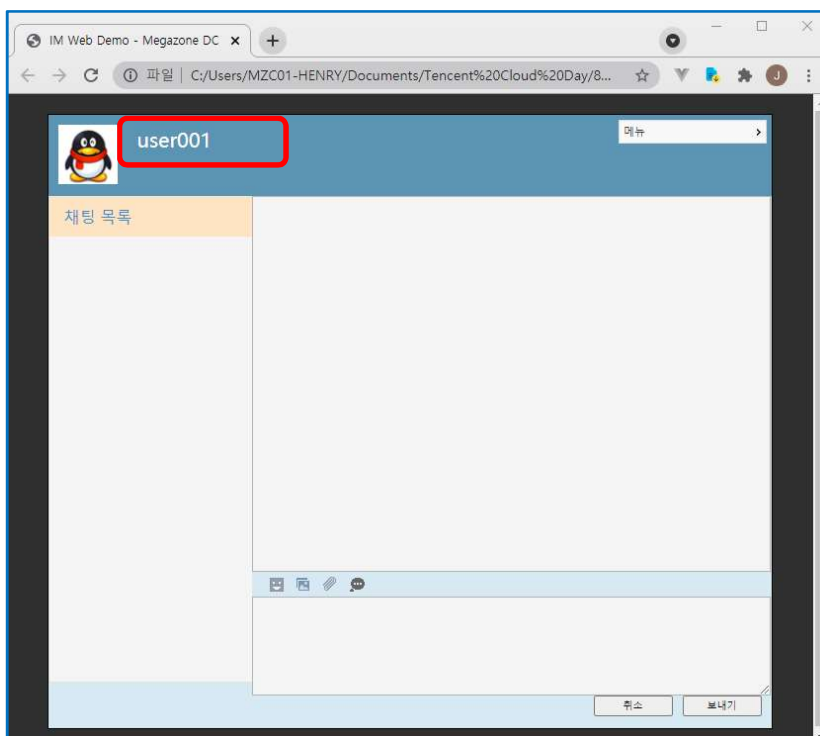 IM Web Demo - Megazone DC
파일 | C:/Users/MZC01-HENRY/Documents/Tencent%20Cloud%20Day/8...
J
user001
메뉴
채팅 목록
취소
보내기